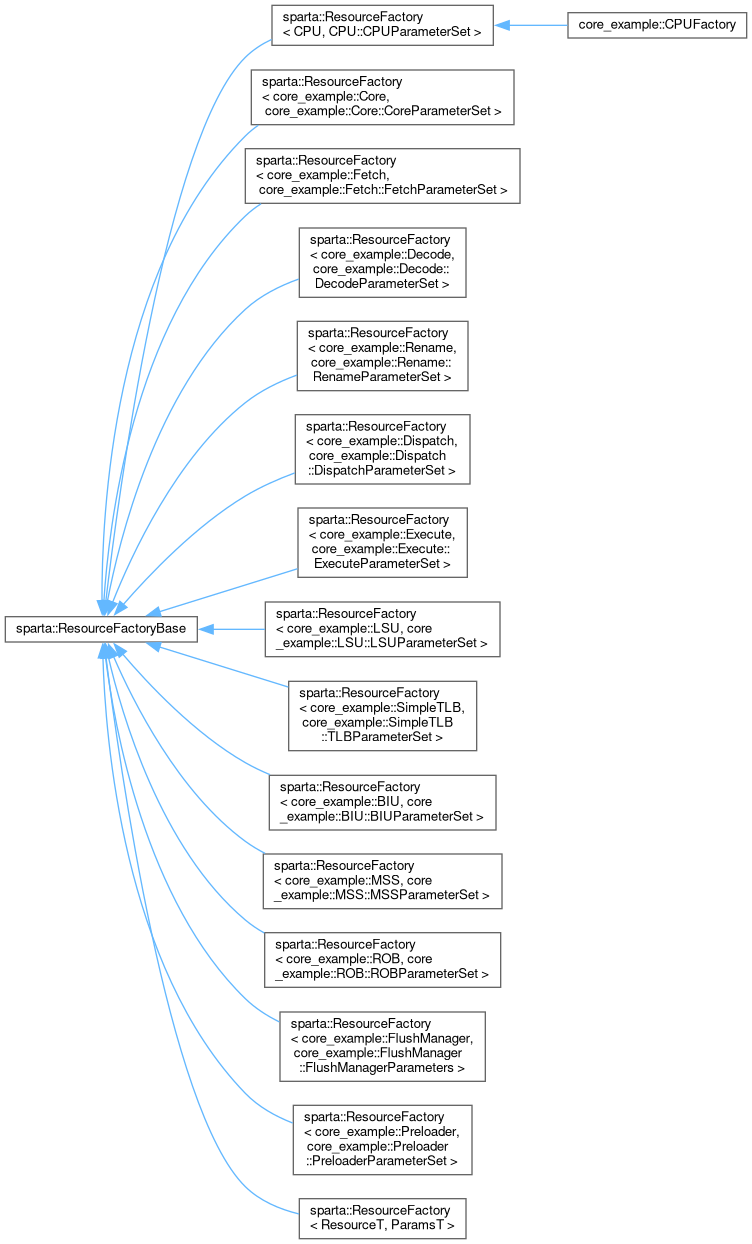 sparta::ResourceFactory
< CPU, CPU::CPUParameterSet >
core_example::CPUFactory
sparta::ResourceFactory
< core_example::Core,
core_example::Core::CoreParameterSet >
sparta::ResourceFactory
< core_example::Fetch,
core_example::Fetch::FetchParameterSet >
sparta::ResourceFactory
< core_example::Decode,
core_example::Decode::
DecodeParameterSet >
sparta::ResourceFactory
< core_example::Rename,
core_example::Rename::
RenameParameterSet >
sparta::ResourceFactory
< core_example::Dispatch,
core_example::Dispatch
::DispatchParameterSet >
sparta::ResourceFactory
< core_example::Execute,
core_example::Execute::
ExecuteParameterSet >
sparta::ResourceFactoryBase
sparta::ResourceFactory
< core_example::LSU, core
_example::LSU::LSUParameterSet >
sparta::ResourceFactory
< core_example::SimpleTLB,
core_example::SimpleTLB
::TLBParameterSet >
sparta::ResourceFactory
< core_example::BIU, core
_example::BIU::BIUParameterSet >
sparta::ResourceFactory
< core_example::MSS, core
_example::MSS::MSSParameterSet >
sparta::ResourceFactory
< core_example::ROB, core
_example::ROB::ROBParameterSet >
sparta::ResourceFactory
< core_example::FlushManager,
core_example::FlushManager
::FlushManagerParameters >
sparta::ResourceFactory
< core_example::Preloader,
core_example::Preloader
::PreloaderParameterSet >
sparta::ResourceFactory
< ResourceT, ParamsT >